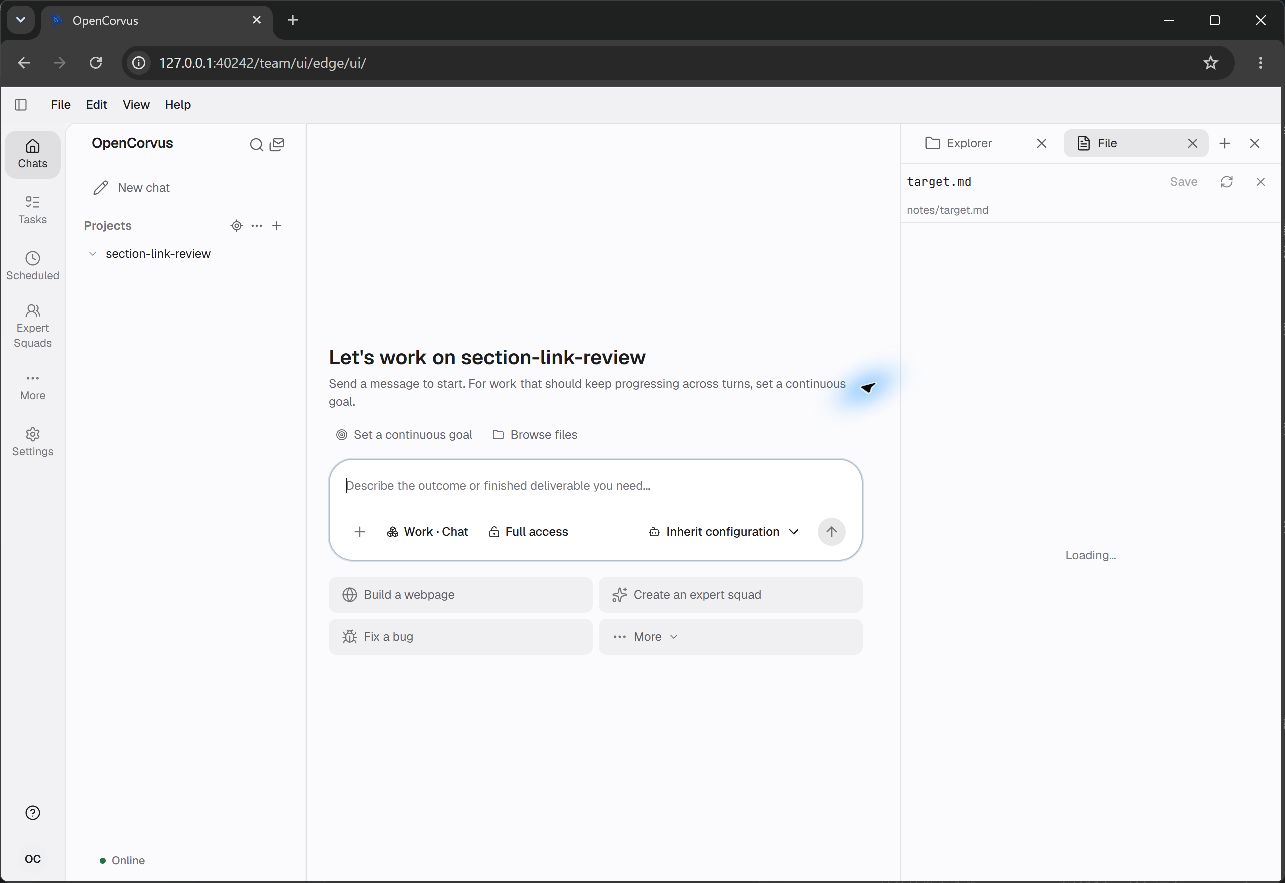 OpenCorvus
127.0.0.1:40242/team/ui/edge/ui/
File Edit View Help
Chats
Tasks
Scheduled
Expert
Squads
More
Settings
OC
OpenCorvus
New chat
Projects
section-link-review
Online
Let's work on section-link-review
Send a message to start. For work that should keep progressing across turns, set a continuous
goal.
Set a continuous goal Browse files
Describe the outcome or finished deliverable you need...
Work · Chat Full access Inherit configuration
Build a webpage Create an expert squad
Fix a bug More
Explorer File
target.md Save
notes/target.md
Loading...